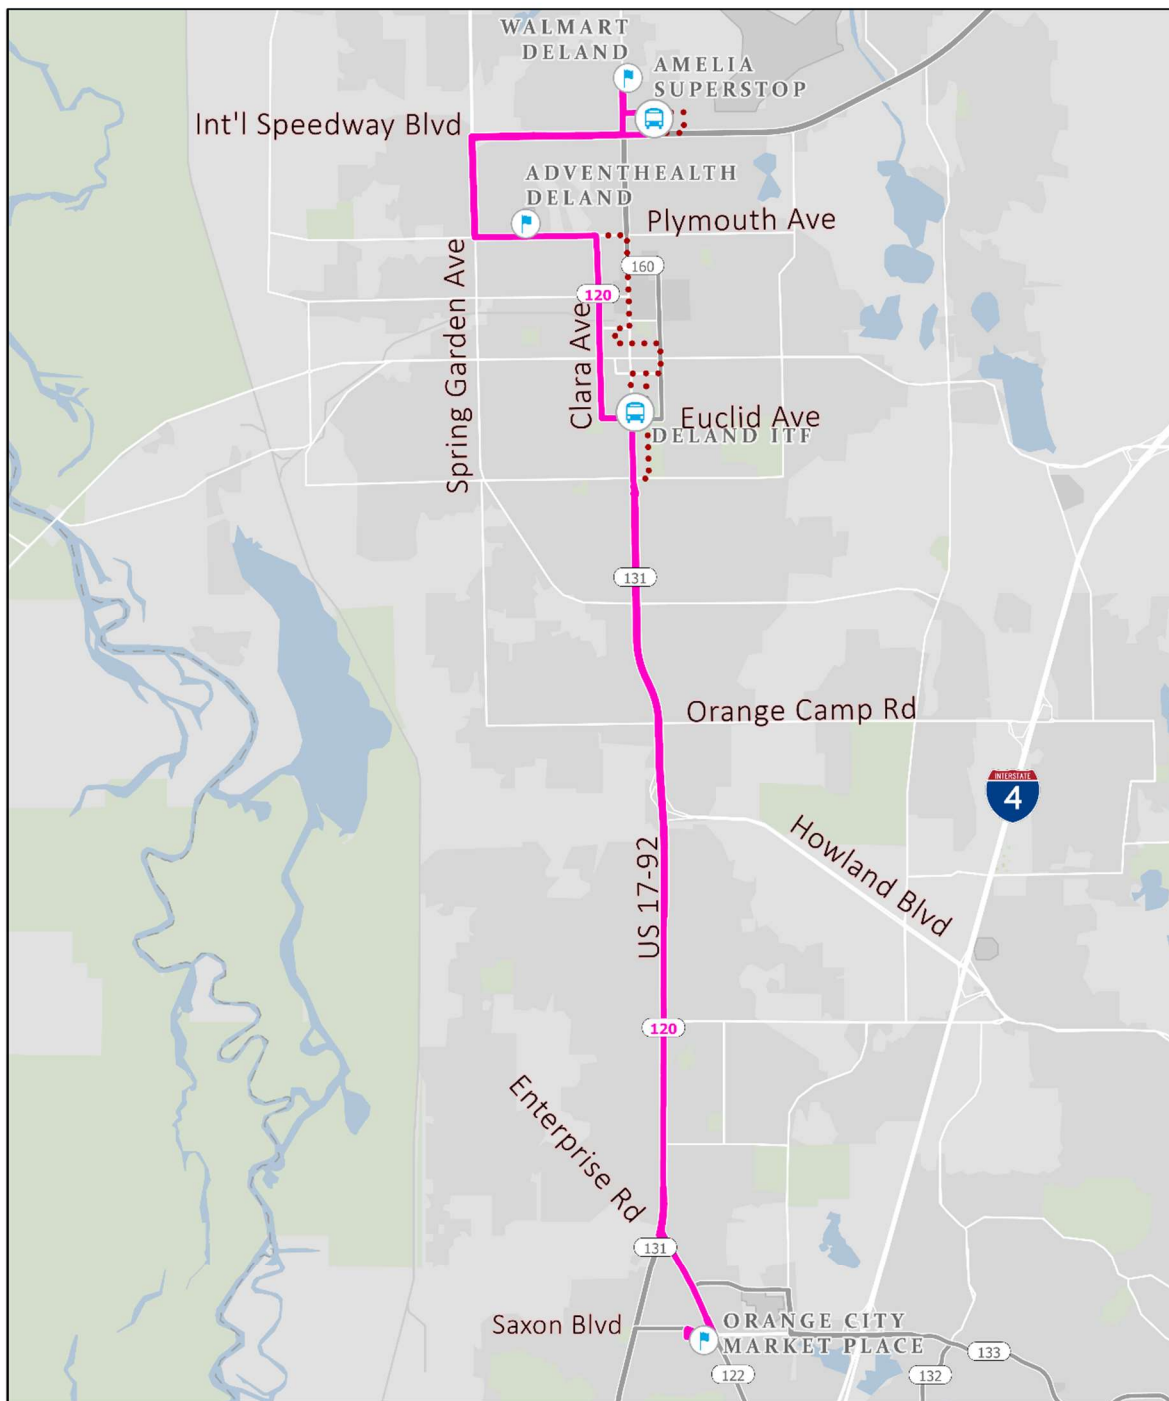 WALMART
DELAND
AMELIA
SUPERSTOP
Int'l Speedway Blvd
ADVENTHEALTH
DELAND
Plymouth Ave
160
120
Spring Garden Ave
Clara Ave
Euclid Ave
DELAND ITF
131
Orange Camp Rd
INTERSTATE
4
Howland Blvd
US 17-92
120
Enterprise Rd
131
Saxon Blvd
ORANGE CITY
MARKET PLACE
133
122
132